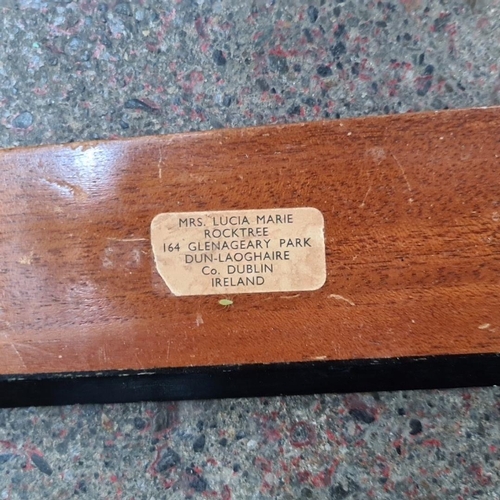 MRS. LUCIA MARIE
ROCKTREE
164 GLENAGEARY PARK
DUN-LAOGHAIRE
Co. DUBLIN
IRELAND